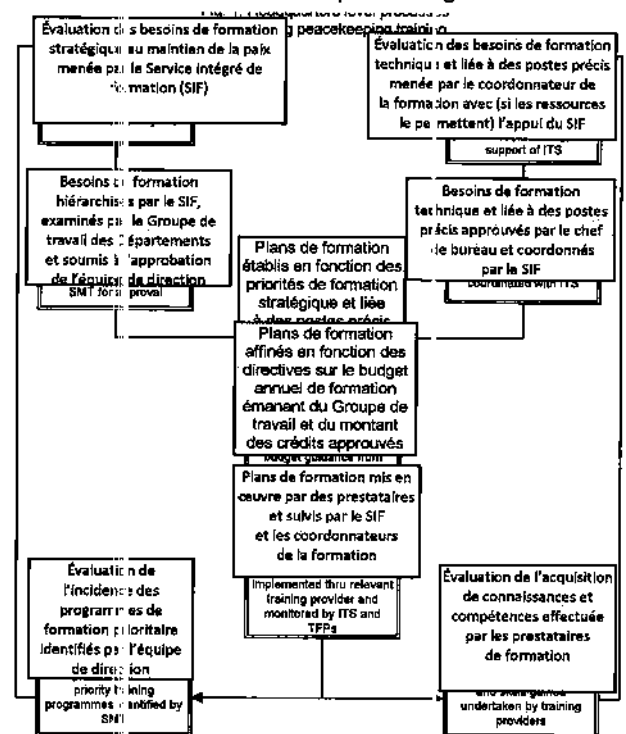 Fig. 1. Headquarters level processes
peacekeeping training
Évaluation des besoins de formation
stratégique au maintien de la paix
menée par le Service intégré de
formation (SIF)
Évaluation des besoins de formation
technique et liée à des postes précis
menée par le coordonnateur de
la formation avec (si les ressources
le permettent) l'appui du SIF
support of ITS
Besoins de formation
hiérarchisés par le SIF,
examinés par le Groupe de
travail des Départements
et soumis à l'approbation
de l'équipe de direction
SMT for approval
Besoins de formation
technique et liée à des postes
précis approuvés par le chef
de bureau et coordonnés
par le SIF
coordinated with ITS
Plans de formation
établis en fonction des
priorités de formation
stratégique et liée
à des postes précis
Plans de formation
affinés en fonction des
directives sur le budget
annuel de formation
émanant du Groupe de
travail et du montant
des crédits approuvés
budget guidance from
Plans de formation mis en
œuvre par des prestataires
et suivis par le SIF
et les coordonnateurs
de la formation
Implemented thru relevant
training provider and
monitored by ITS and
TFPs
Évaluation de
l'incidence des
programmes de
formation prioritaire
identifiés par l'équipe
de direction
priority training
programmes identified by
SMT
Évaluation de l'acquisition
de connaissances et
compétences effectuée
par les prestataires
de formation
and skills gained
undertaken by training
providers